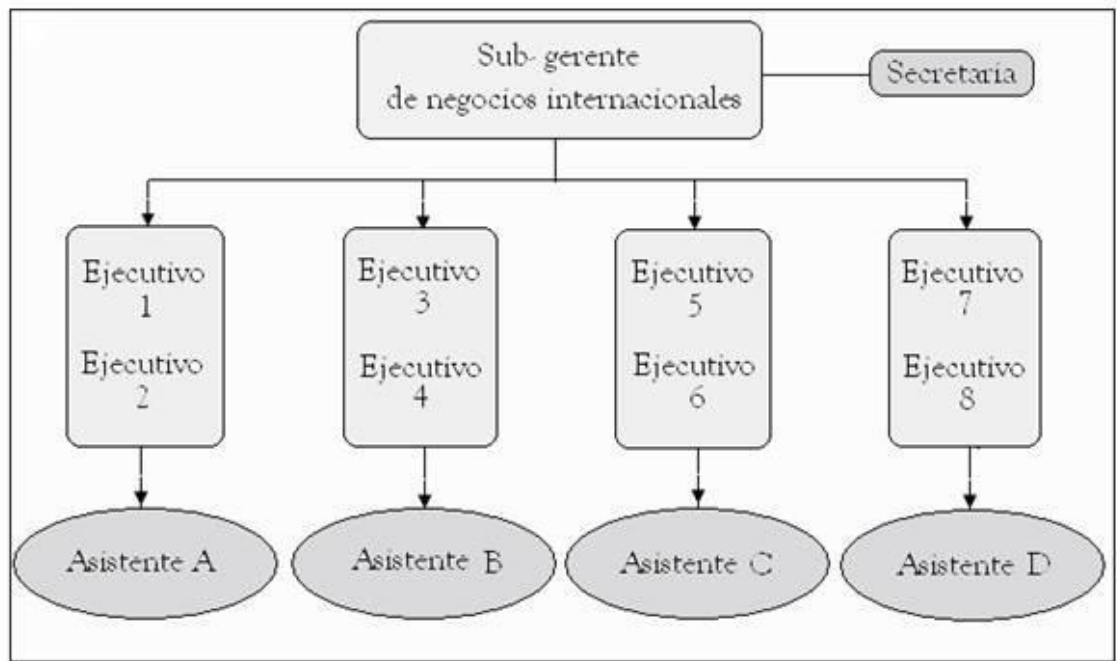 Sub- gerente
de negocios internacionales
Secretaria
Ejecutivo
1
Ejecutivo
2
Ejecutivo
3
Ejecutivo
4
Ejecutivo
5
Ejecutivo
6
Ejecutivo
7
Ejecutivo
8
Asistente A
Asistente B
Asistente C
Asistente D